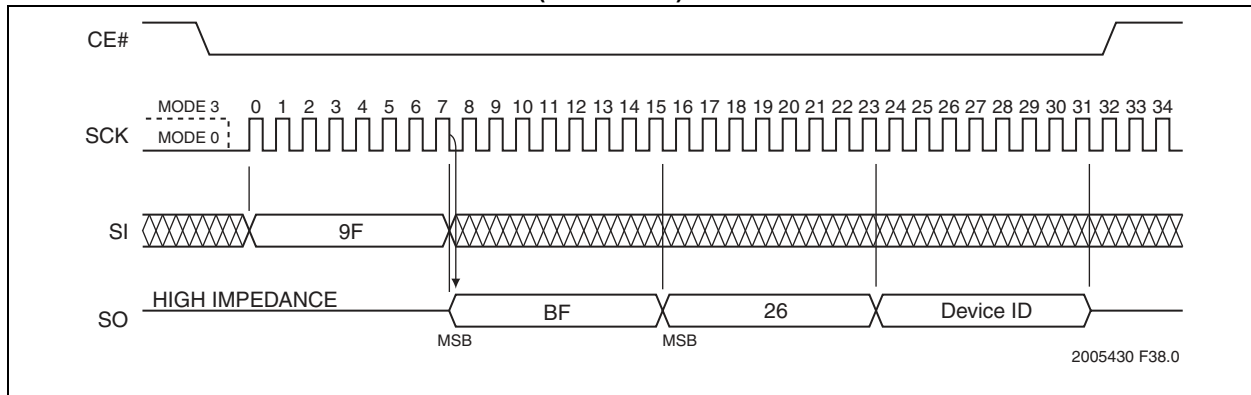 CE#
MODE 3
0 1 2 3 4 5 6 7 8 9 10 11 12 13 14 15 16 17 18 19 20 21 22 23 24 25 26 27 28 29 30 31 32 33 34
SCK
MODE 0
SI
9F
HIGH IMPEDANCE
SO
BF
26
Device ID
MSB
MSB
2005430 F38.0